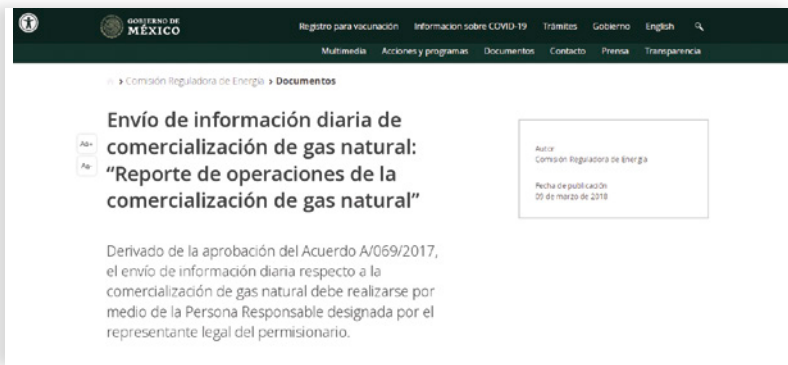 GOBIERNO DE
MÉXICO
Registro para vacunación Informacion sobre COVID-19 Trámites Gobierno English
Multimedia Acciones y programas Documentos Contacto Prensa Transparencia
> Comisión Reguladora de Energía > Documentos
Envío de información diaria de
comercialización de gas natural:
“Reporte de operaciones de la
comercialización de gas natural”
Aa+
Aa-
Autor
Comisión Reguladora de Energía
Fecha de publicación
09 de marzo de 2018
Derivado de la aprobación del Acuerdo A/069/2017,
el envío de información diaria respecto a la
comercialización de gas natural debe realizarse por
medio de la Persona Responsable designada por el
representante legal del permisionario.